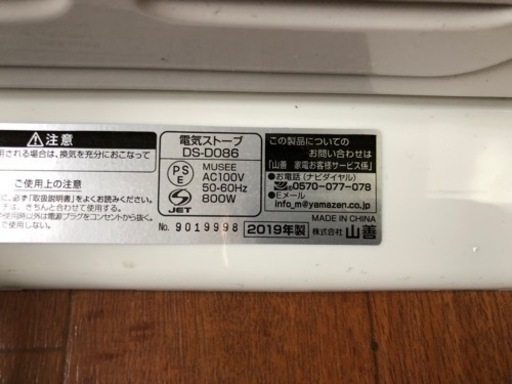 ⚠注意
用される場合は、換気を充分におこなって
ご使用上の注意
に、必ず「取扱説明書」をよくお読みください。
は、きちんと合わせて使用する。
い時は電源プラグをコンセントから抜く。
電気ストーブ
DS-D086
PSE
MUSEE
AC100V
50-60Hz
800W
JET
この製品についての
お問い合わせは
「山善 家電お客様サービス係」
●お電話(ナビダイヤル)
0570-077-078
●Eメール
info_m@yamazen.co.jp
MADE IN CHINA
No. 9019998
2019年製
株式会社 山善